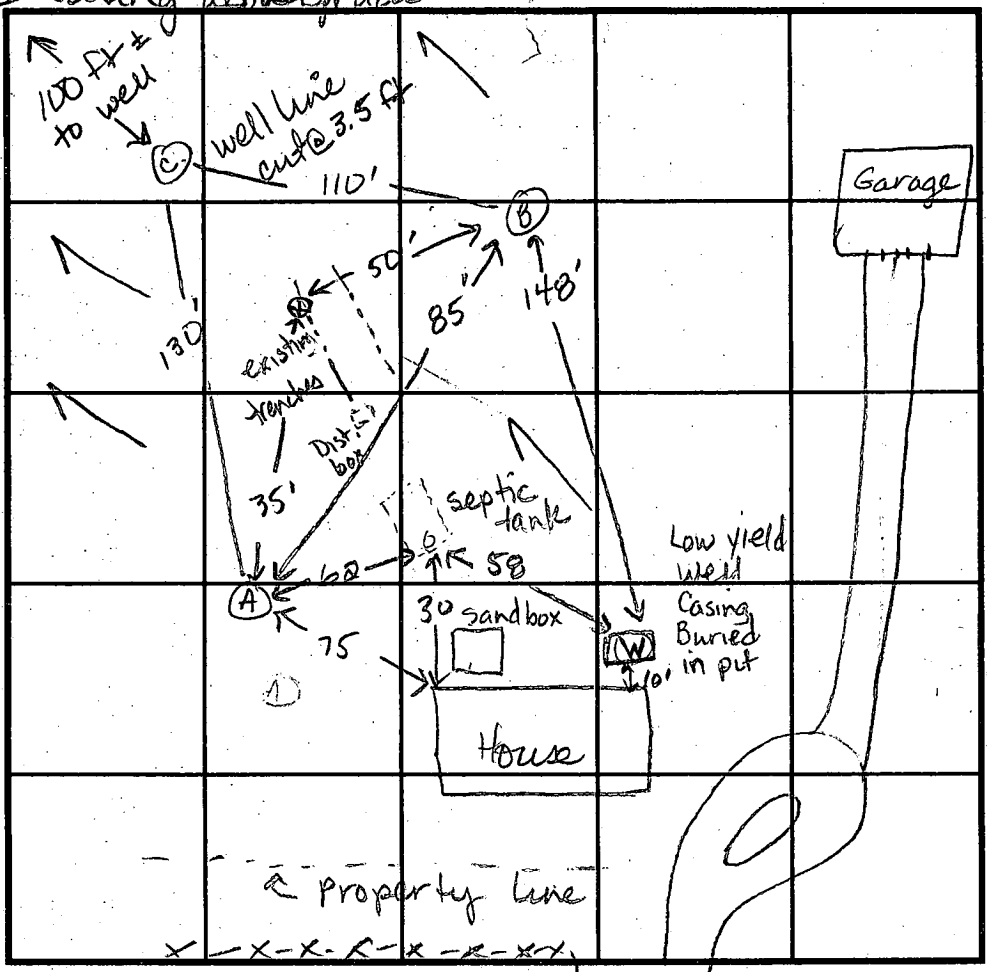 100 ft ±
to well
C
well line
cut @ 3.5 ft
110'
B
Garage
50'
85'
148'
130'
existing
trenches
Dist.
box
35'
septic
tank
58
A
30
sandbox
75
W
10'
Low yield
Well
Casing
Buried
in pit
D
House
property line
x - x - x - x - x - x - x x